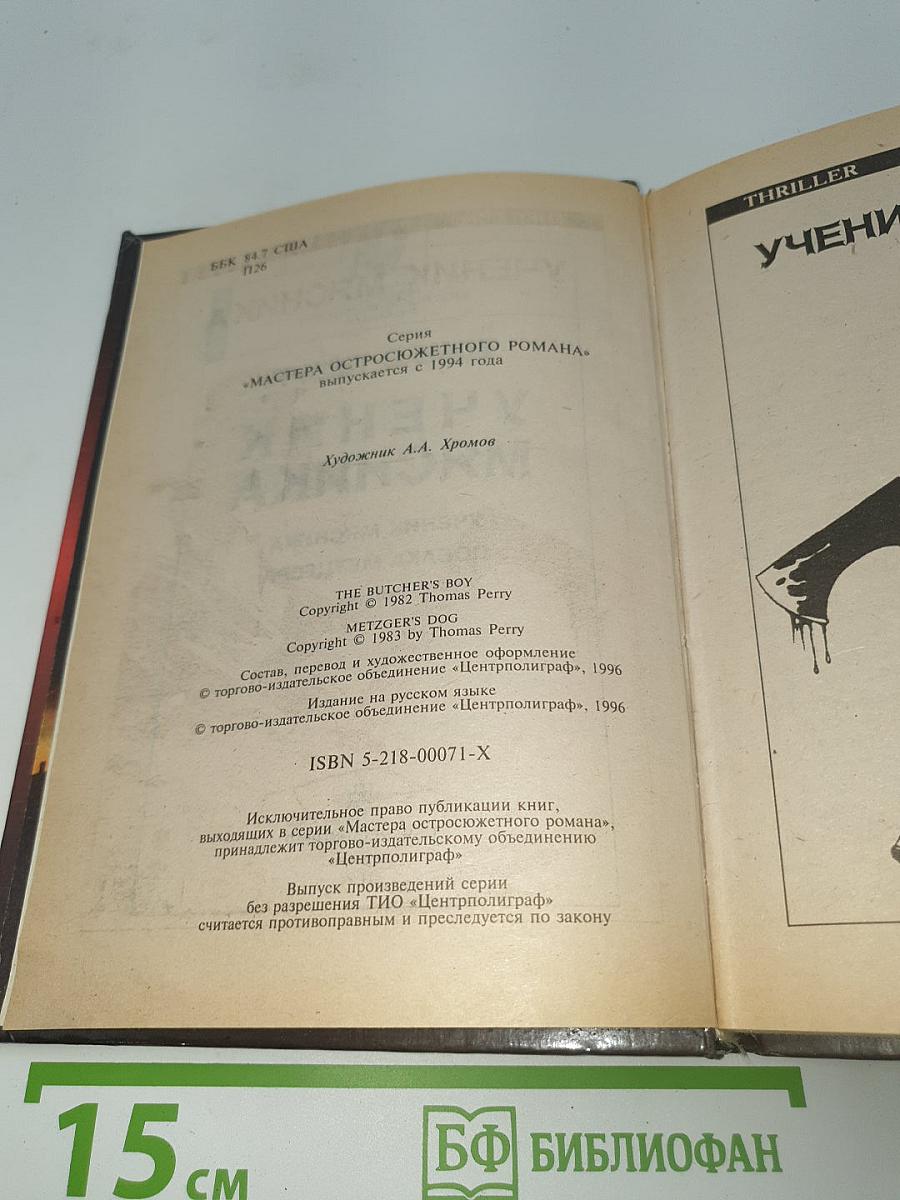 ББК 84.7 США
П26
Серия
«МАСТЕРА ОСТРОСЮЖЕТНОГО РОМАНА»
выпускается с 1994 года
Художник А.А. Хромов
THE BUTCHER'S BOY
Copyright © 1982 Thomas Perry
METZGER'S DOG
Copyright © 1983 by Thomas Perry
Состав, перевод и художественное оформление
© торгово-издательское объединение «Центрполиграф», 1996
Издание на русском языке
© торгово-издательское объединение «Центрполиграф», 1996
ISBN 5-218-00071-X
Исключительное право публикации книг,
выходящих в серии «Мастера остросюжетного романа»,
принадлежит торгово-издательскому объединению
«Центрполиграф»
Выпуск произведений серии
без разрешения ТИО «Центрполиграф»
считается противоправным и преследуется по закону
THRILLER
УЧЕНИ
15 см
БФ БИБЛИОФАН